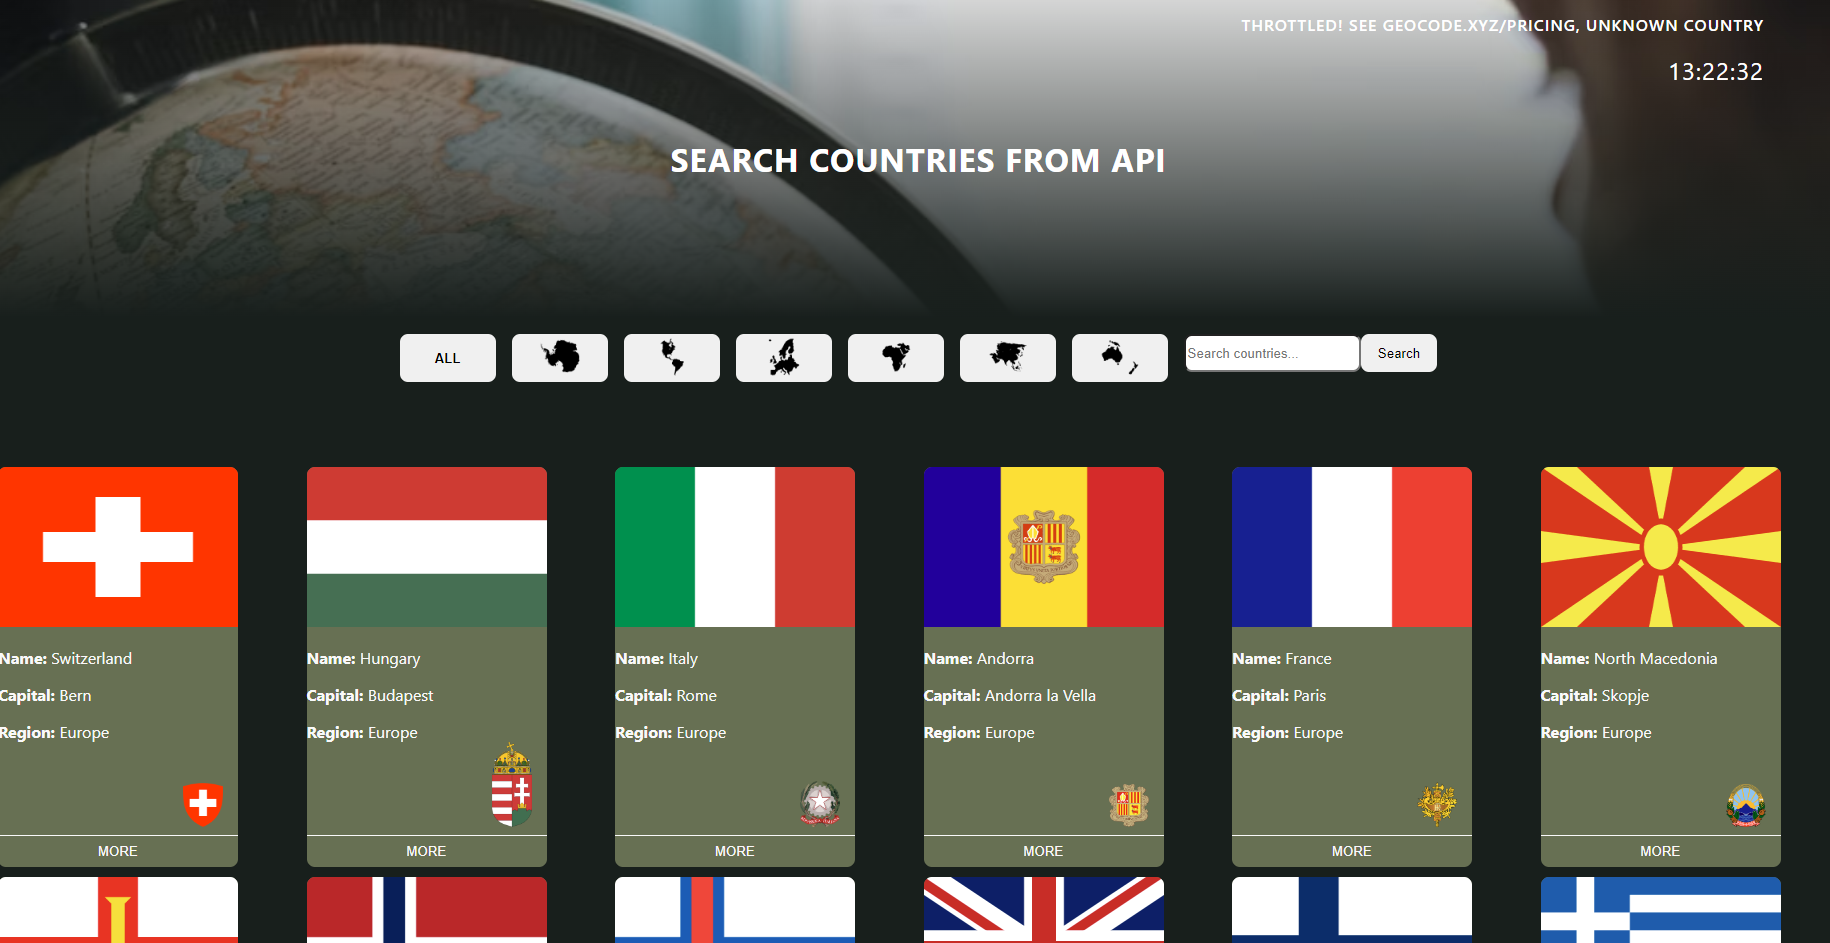 THROTTLED! SEE GEOCODE.XYZ/PRICING, UNKNOWN COUNTRY
13:22:32
SEARCH COUNTRIES FROM API
ALL
Search countries...
Search
Name: Switzerland
Capital: Bern
Region: Europe
MORE
Name: Hungary
Capital: Budapest
Region: Europe
MORE
Name: Italy
Capital: Rome
Region: Europe
MORE
Name: Andorra
Capital: Andorra la Vella
Region: Europe
MORE
Name: France
Capital: Paris
Region: Europe
MORE
Name: North Macedonia
Capital: Skopje
Region: Europe
MORE